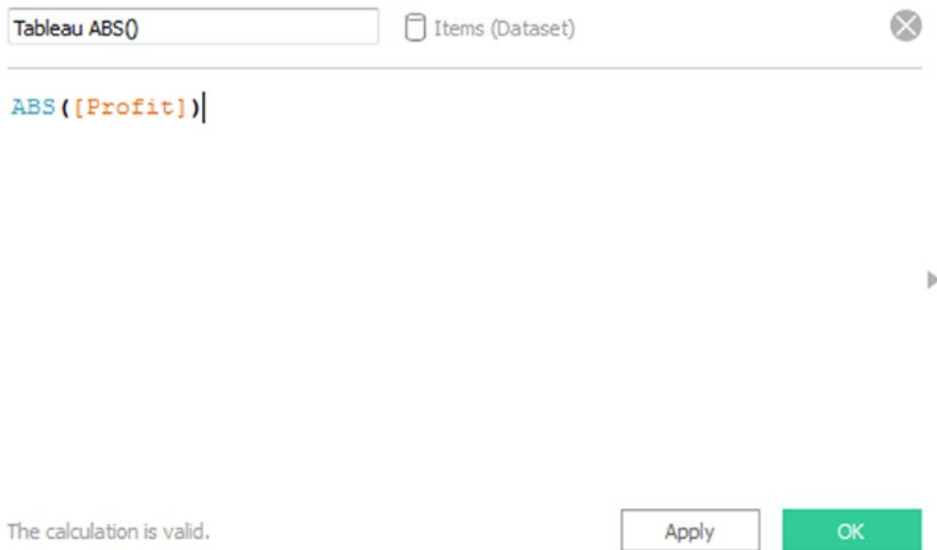 Tableau ABS() Items (Dataset)
ABS([Profit])
The calculation is valid. Apply OK